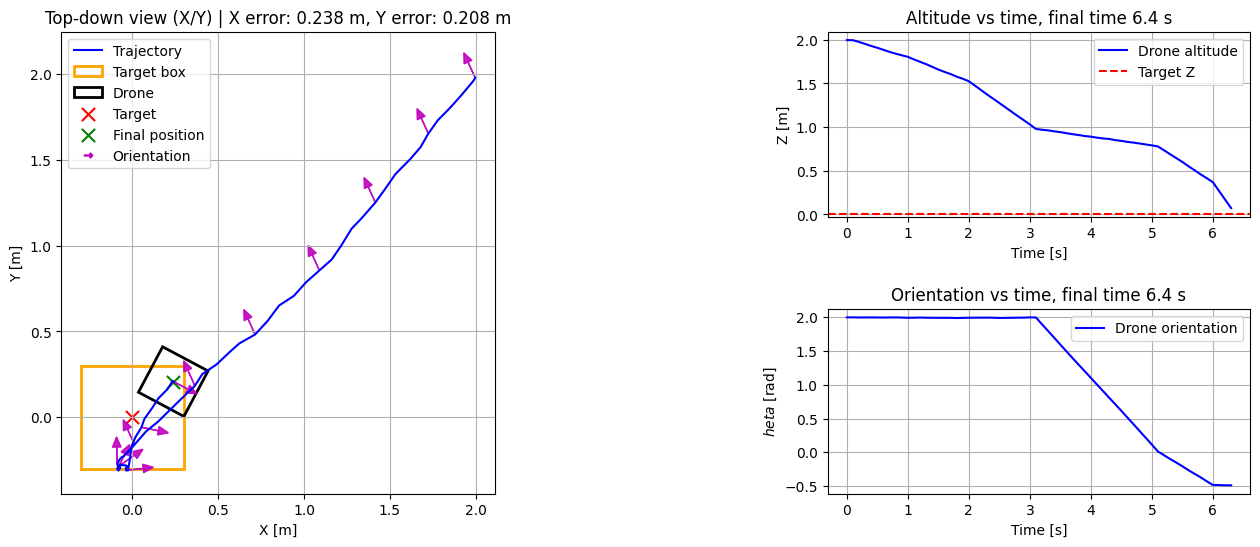 Top-down view (X/Y) | X error: 0.238 m, Y error: 0.208 m
Trajectory
Target box
Drone
Target
Final position
Orientation
2.0
1.5
1.0
0.5
0.0
Y [m]
0.0 0.5 1.0 1.5 2.0
X [m]
Altitude vs time, final time 6.4 s
Drone altitude
Target Z
2.0
1.5
1.0
0.5
0.0
Z [m]
0 1 2 3 4 5 6
Time [s]
Orientation vs time, final time 6.4 s
Drone orientation
2.0
1.5
1.0
0.5
0.0
−0.5
heta [rad]
0 1 2 3 4 5 6
Time [s]